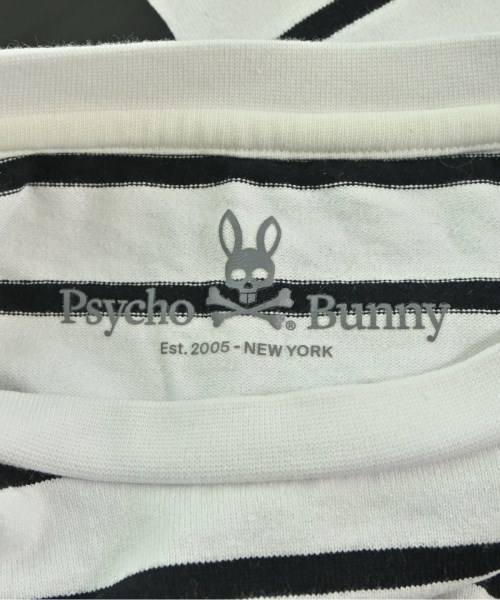 Psycho Bunny®
Est. 2005 - NEW YORK